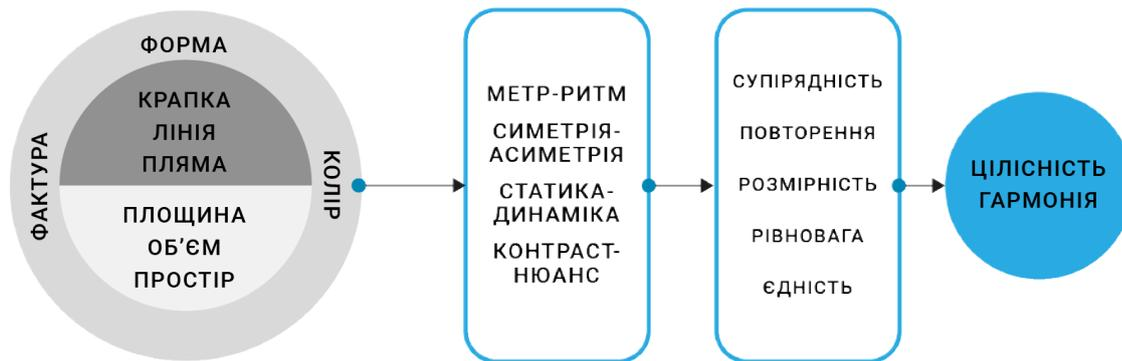 ФОРМА
ФАКТУРА
КРАПКА
ЛІНІЯ
ПЛЯМА
ПЛОЩИНА
ОБ’ЄМ
ПРОСТІР
КОЛІР
МЕТР-РИТМ
СИМЕТРІЯ-
АСИМЕТРІЯ
СТАТИКА-
ДИНАМІКА
КОНТРАСТ-
НЮАНС
СУПІРЯДНІСТЬ
ПОВТОРЕННЯ
РОЗМІРНІСТЬ
РІВНОВАГА
ЄДНІСТЬ
ЦІЛІСНІСТЬ
ГАРМОНІЯ